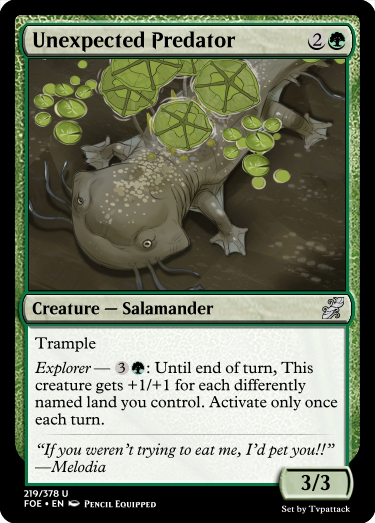 Unexpected Predator 2
Creature — Salamander
Trample
Explorer — 3 : Until end of turn, This
creature gets +1/+1 for each differently
named land you control. Activate only once
each turn.
“If you weren’t trying to eat me, I’d pet you!!”
—Melodia
3/3
219/378 U
FOE • EN Pencil Equipped
Set by Tvpattack